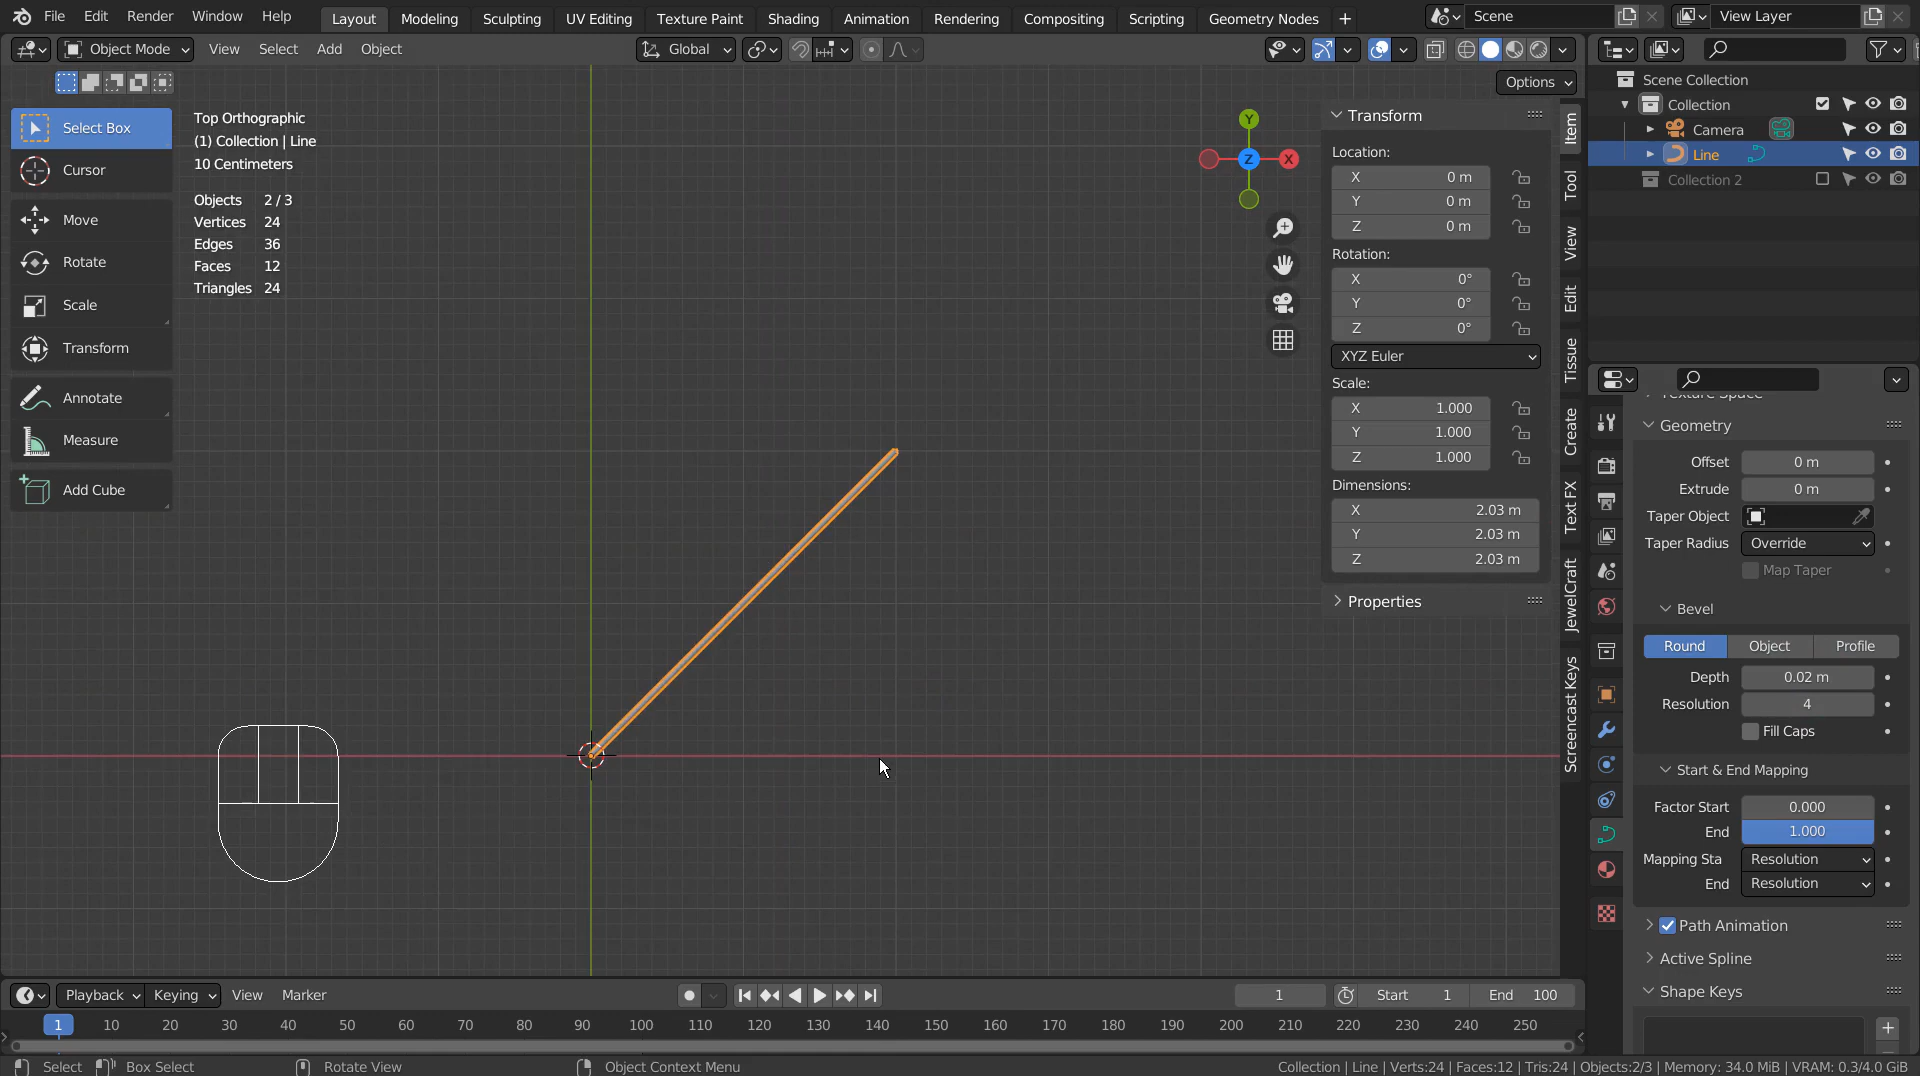 File Edit Render Window Help Layout Modeling Sculpting UV Editing Texture Paint Shading Animation Rendering Compositing Scripting Geometry Nodes + Scene View Layer
Object Mode View Select Add Object Global
Options
Select Box
Cursor
Move
Rotate
Scale
Transform
Annotate
Measure
Add Cube
Top Orthographic
(1) Collection | Line
10 Centimeters
Objects 2 / 3
Vertices 24
Edges 36
Faces 12
Triangles 24
Y
Z X
Transform
Location:
X 0 m
Y 0 m
Z 0 m
Rotation:
X 0°
Y 0°
Z 0°
XYZ Euler
Scale:
X 1.000
Y 1.000
Z 1.000
Dimensions:
X 2.03 m
Y 2.03 m
Z 2.03 m
Properties
Item
Tool
View
Edit
Tissue
Create
Text FX
JewelCraft
Screencast Keys
Scene Collection
Collection
Camera
Line
Collection 2
Texture Space
Geometry
Offset 0 m
Extrude 0 m
Taper Object
Taper Radius Override
Map Taper
Bevel
Round Object Profile
Depth 0.02 m
Resolution 4
Fill Caps
Start & End Mapping
Factor Start 0.000
End 1.000
Mapping Sta Resolution
End Resolution
Path Animation
Active Spline
Shape Keys
+
Playback Keying View Marker 1 Start 1 End 100
1 10 20 30 40 50 60 70 80 90 100 110 120 130 140 150 160 170 180 190 200 210 220 230 240 250
Select Box Select Rotate View Object Context Menu Collection | Line | Verts:24 | Faces:12 | Tris:24 | Objects:2/3 | Memory: 34.0 MiB | VRAM: 0.3/4.0 GiB